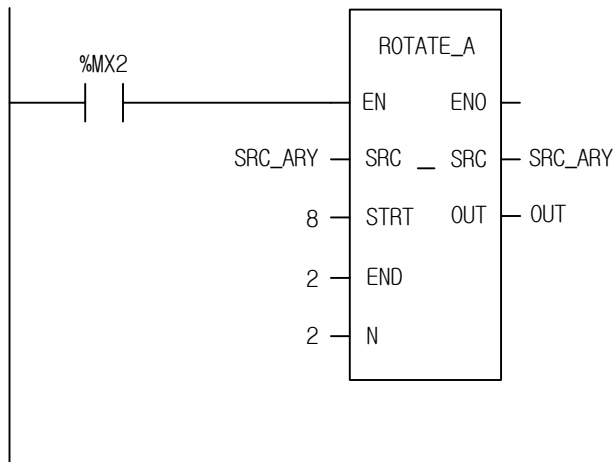 ROTATE_A
%MX2
EN ENO
SRC_ARY SRC _ SRC SRC_ARY
8 STRT OUT OUT
2 END
2 N